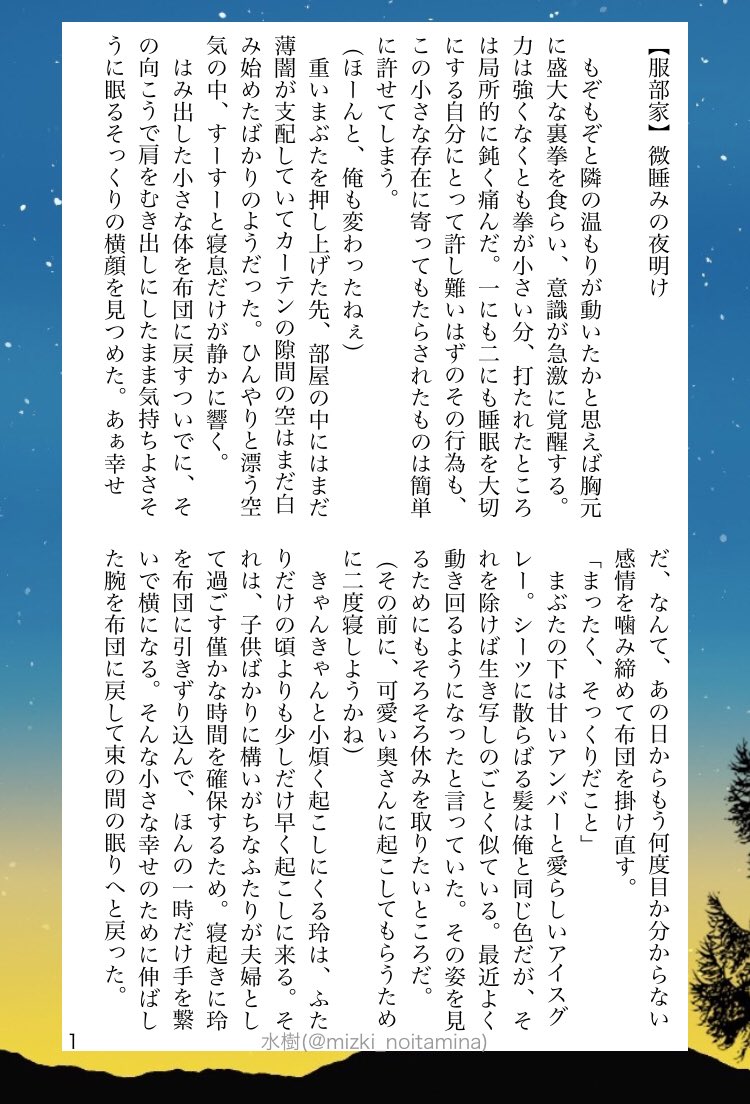 【服部家】微睡みの夜明け
　もぞもぞと隣の温もりが動いたかと思えば胸元
に盛大な裏拳を食らい、意識が急激に覚醒する。
力は強くなくとも拳が小さい分、打たれたところ
は局所的に鈍く痛んだ。一にも二にも睡眠を大切
にする自分にとって許し難いはずのその行為も、
この小さな存在に寄ってもたらされたものは簡単
に許せてしまう。
(ほーんと、俺も変わったねぇ)
　重いまぶたを押し上げた先、部屋の中にはまだ
薄闇が支配していてカーテンの隙間の空はまだ白
み始めたばかりのようだった。ひんやりと漂う空
気の中、すーすーと寝息だけが静かに響く。
　はみ出した小さな体を布団に戻すついでに、そ
の向こうで肩をむき出しにしたまま気持ちよさそ
うに眠るそっくりの横顔を見つめた。あぁ幸せ
だ、なんて、あの日からもう何度目か分からない
感情を噛み締めて布団を掛け直す。
「まったく、そっくりだこと」
　まぶたの下は甘いアンバーと愛らしいアイスグ
レー。シーツに散らばる髪は俺と同じ色だが、そ
れを除けば生き写しのごとく似ている。最近よく
動き回るようになったと言っていた。その姿を見
るためにもそろそろ休みを取りたいところだ。
(その前に、可愛い奥さんに起こしてもらうため
に二度寝しようかね)
　きゃんきゃんと小煩く起こしにくる玲は、ふた
りだけの頃よりも少しだけ早く起こしに来る。そ
れは、子供ばかりに構いがちなふたりが夫婦とし
て過ごす僅かな時間を確保するため。寝起きに玲
を布団に引きずり込んで、ほんの一時だけ手を繋
いで横になる。そんな小さな幸せのために伸ばし
た腕を布団に戻して束の間の眠りへと戻った。
1
水樹(@mizki_noitamina)